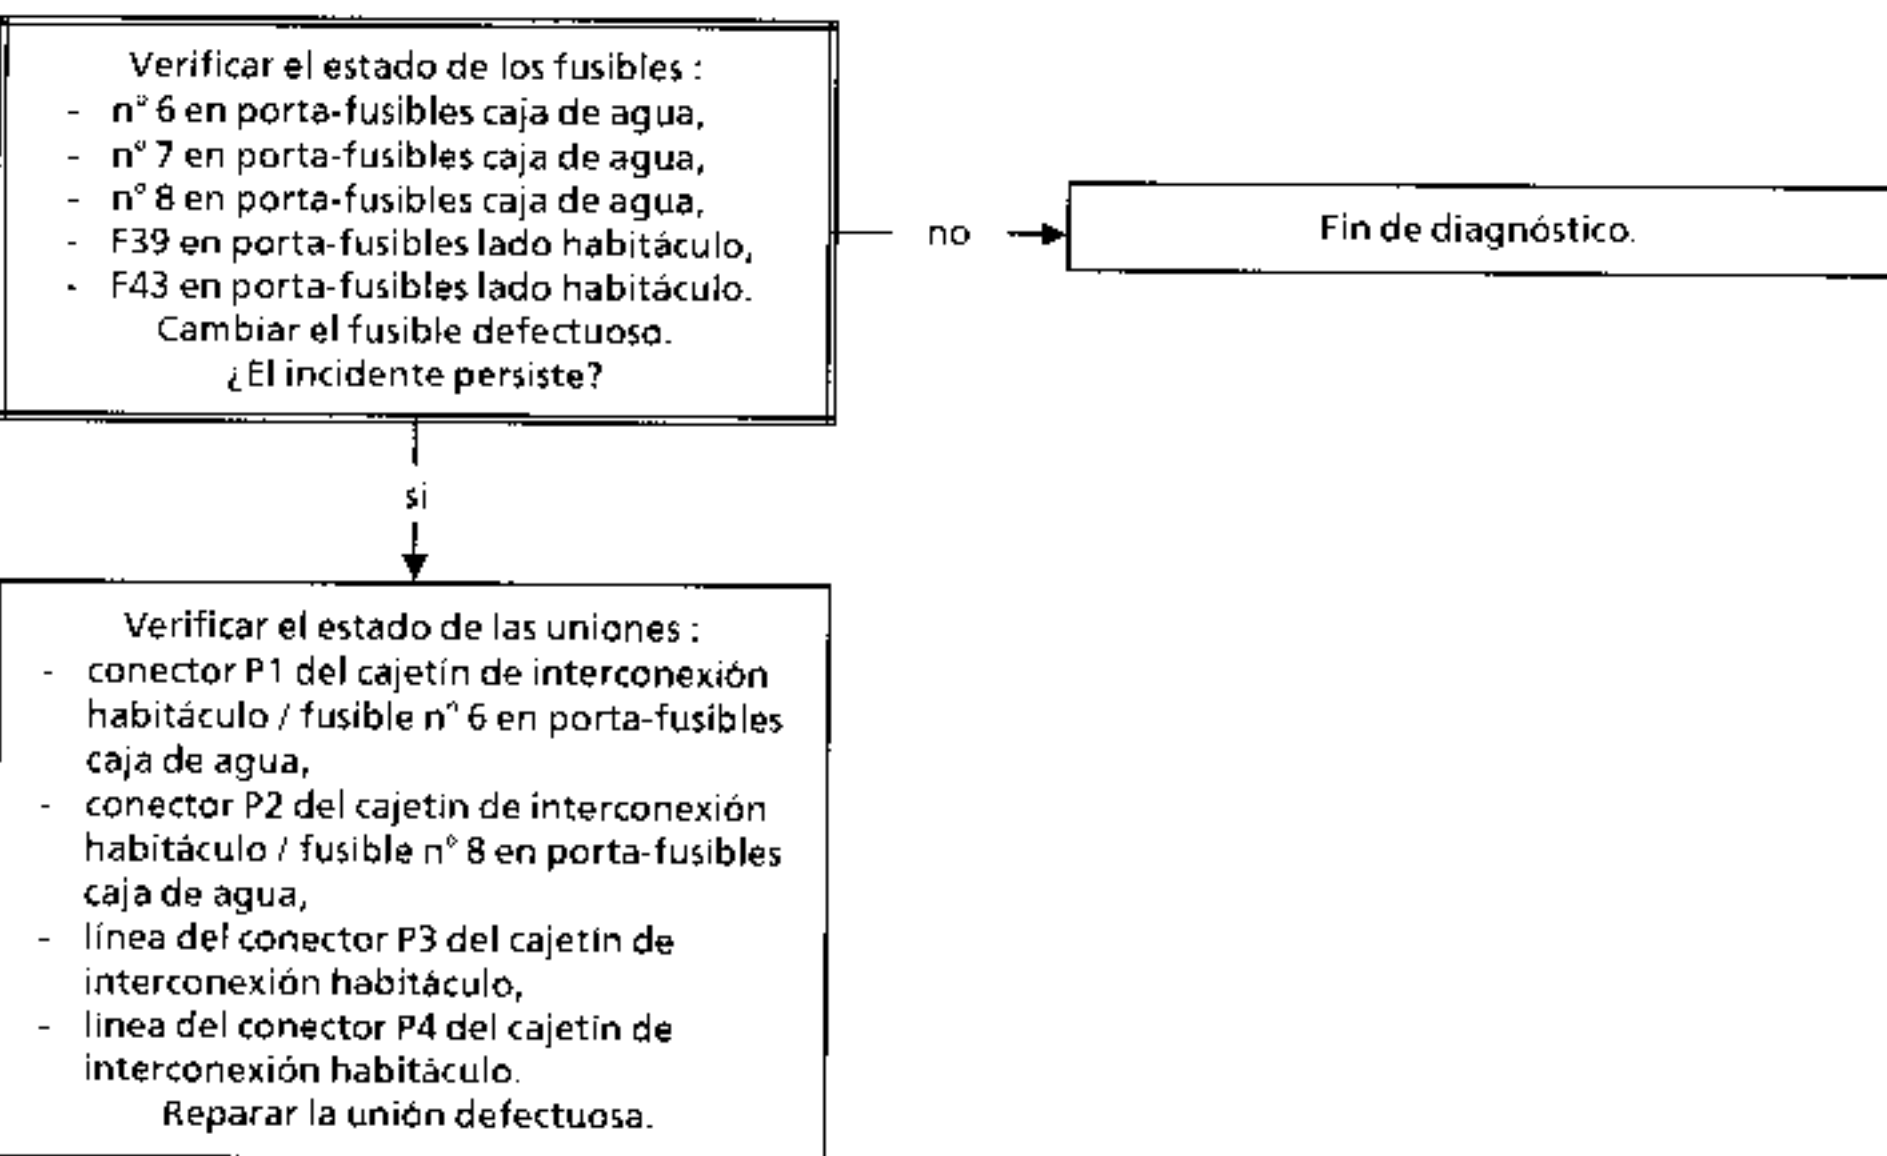 Verificar el estado de los fusibles :
- n° 6 en porta-fusibles caja de agua,
- n° 7 en porta-fusibles caja de agua,
- n° 8 en porta-fusibles caja de agua,
- F39 en porta-fusibles lado habitáculo,
- F43 en porta-fusibles lado habitáculo.
Cambiar el fusible defectuoso.
¿El incidente persiste?
no
Fin de diagnóstico.
si
Verificar el estado de las uniones :
- conector P1 del cajetín de interconexión
habitáculo / fusible n° 6 en porta-fusibles
caja de agua,
- conector P2 del cajetin de interconexión
habitáculo / fusible n° 8 en porta-fusibles
caja de agua,
- línea del conector P3 del cajetín de
interconexión habitáculo,
- linea del conector P4 del cajetín de
interconexión habitáculo.
Reparar la unión defectuosa.